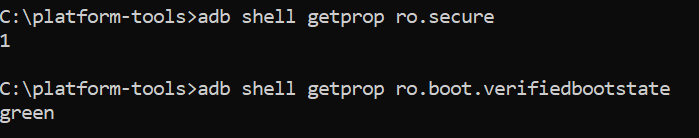 C:\platform-tools>adb shell getprop ro.secure
1
C:\platform-tools>adb shell getprop ro.boot.verifiedbootstate
green